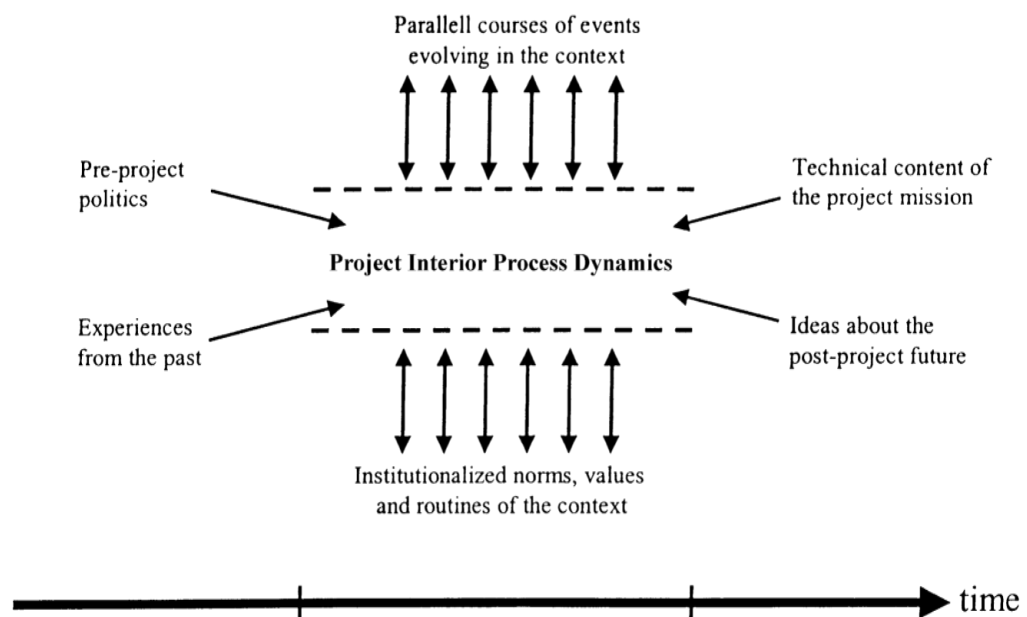 Parallell courses of events
evolving in the context
Pre-project
politics
Technical content of
the project mission
Project Interior Process Dynamics
Experiences
from the past
Ideas about the
post-project future
Institutionalized norms, values
and routines of the context
time